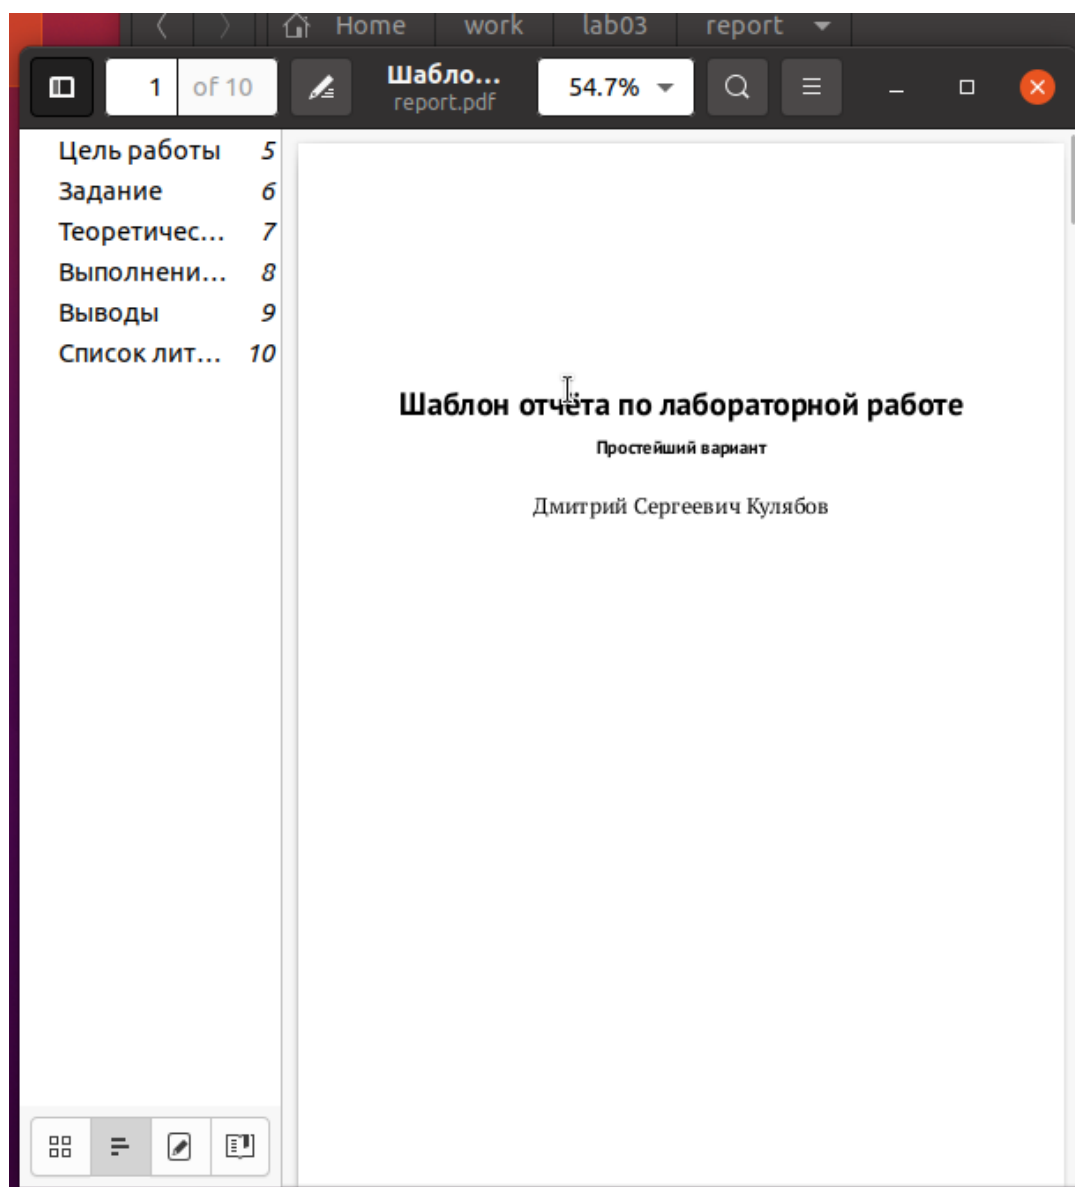 Home work lab03 report
1 of 10 Шабло... 54.7%
report.pdf
Цель работы 5
Задание 6
Теоретичес... 7
Выполнени... 8
Выводы 9
Список лит... 10
Шаблон отчёта по лабораторной работе
Простейший вариант
Дмитрий Сергеевич Кулябов